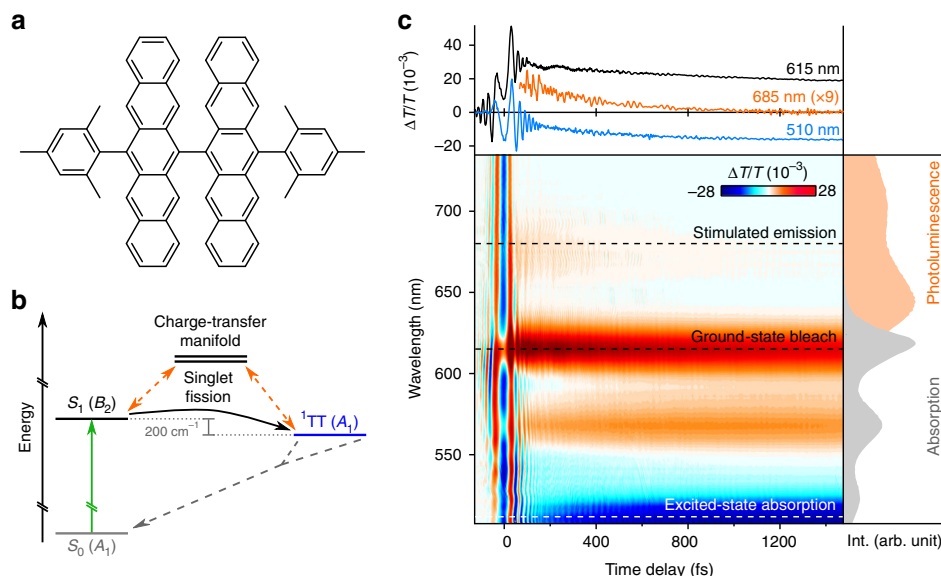 a
b
Energy
Charge-transfer
manifold
Singlet
fission
S₁ (B₂)
200 cm⁻¹
¹TT (A₁)
S₀ (A₁)
c
ΔT/T (10⁻³)
40
20
0
−20
615 nm
685 nm (×9)
510 nm
Wavelength (nm)
700
650
600
550
ΔT/T (10⁻³)
−28
28
Stimulated emission
Ground-state bleach
Excited-state absorption
0
400
800
1200
Time delay (fs)
Photoluminescence
Absorption
Int. (arb. unit)